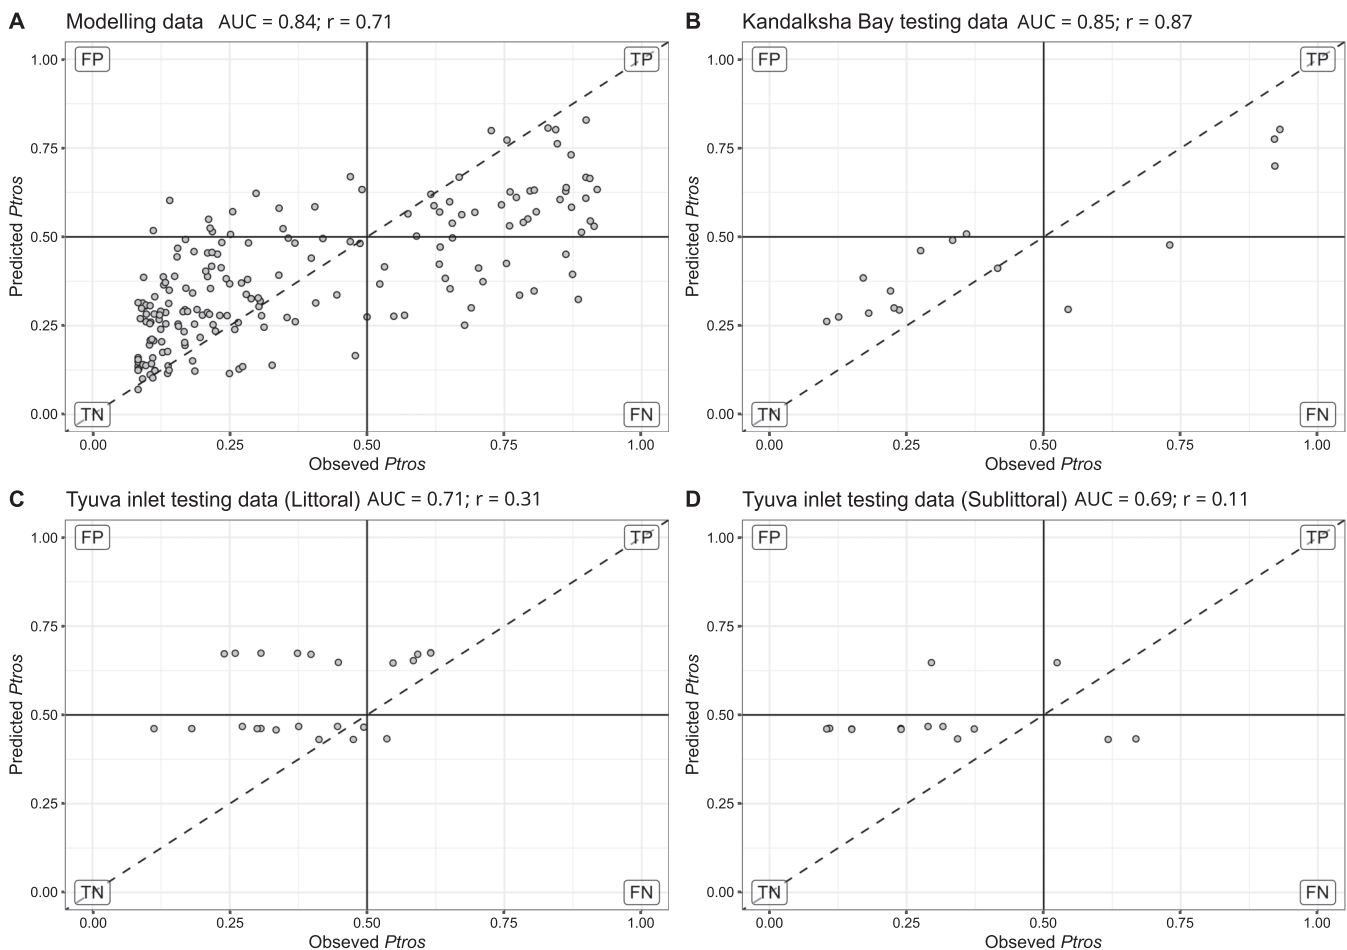 A Modelling data AUC = 0.84; r = 0.71
FP
TP
TN
FN
1.00
0.75
0.50
0.25
0.00
Predicted Ptros
0.00 0.25 0.50 0.75 1.00
Obseved Ptros
B Kandalksha Bay testing data AUC = 0.85; r = 0.87
FP
TP
TN
FN
1.00
0.75
0.50
0.25
0.00
Predicted Ptros
0.00 0.25 0.50 0.75 1.00
Obseved Ptros
C Tyuva inlet testing data (Littoral) AUC = 0.71; r = 0.31
FP
TP
TN
FN
1.00
0.75
0.50
0.25
0.00
Predicted Ptros
0.00 0.25 0.50 0.75 1.00
Obseved Ptros
D Tyuva inlet testing data (Sublittoral) AUC = 0.69; r = 0.11
FP
TP
TN
FN
1.00
0.75
0.50
0.25
0.00
Predicted Ptros
0.00 0.25 0.50 0.75 1.00
Obseved Ptros